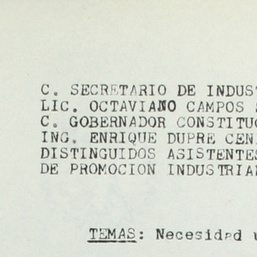 C. SECRETARIO DE INDUST
LIC. OCTAVIANO CAMPOS S
C. GOBERNADOR CONSTITUC
ING. ENRIQUE DUPRE CEN
DISTINGUIDOS ASISTENTES
DE PROMOCION INDUSTRIAL
TEMAS: Necesidad u